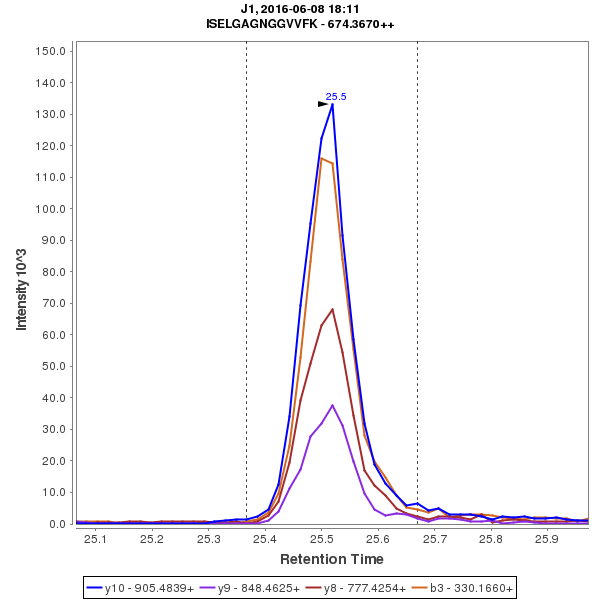 J1, 2016-06-08 18:11
ISELGAGNGGVVFK - 674.3670++
150.0
140.0
130.0
120.0
110.0
100.0
90.0
80.0
70.0
60.0
50.0
40.0
30.0
20.0
10.0
0.0
Intensity 10^3
25.5
25.1 25.2 25.3 25.4 25.5 25.6 25.7 25.8 25.9
Retention Time
y10 - 905.4839+ y9 - 848.4625+ y8 - 777.4254+ b3 - 330.1660+